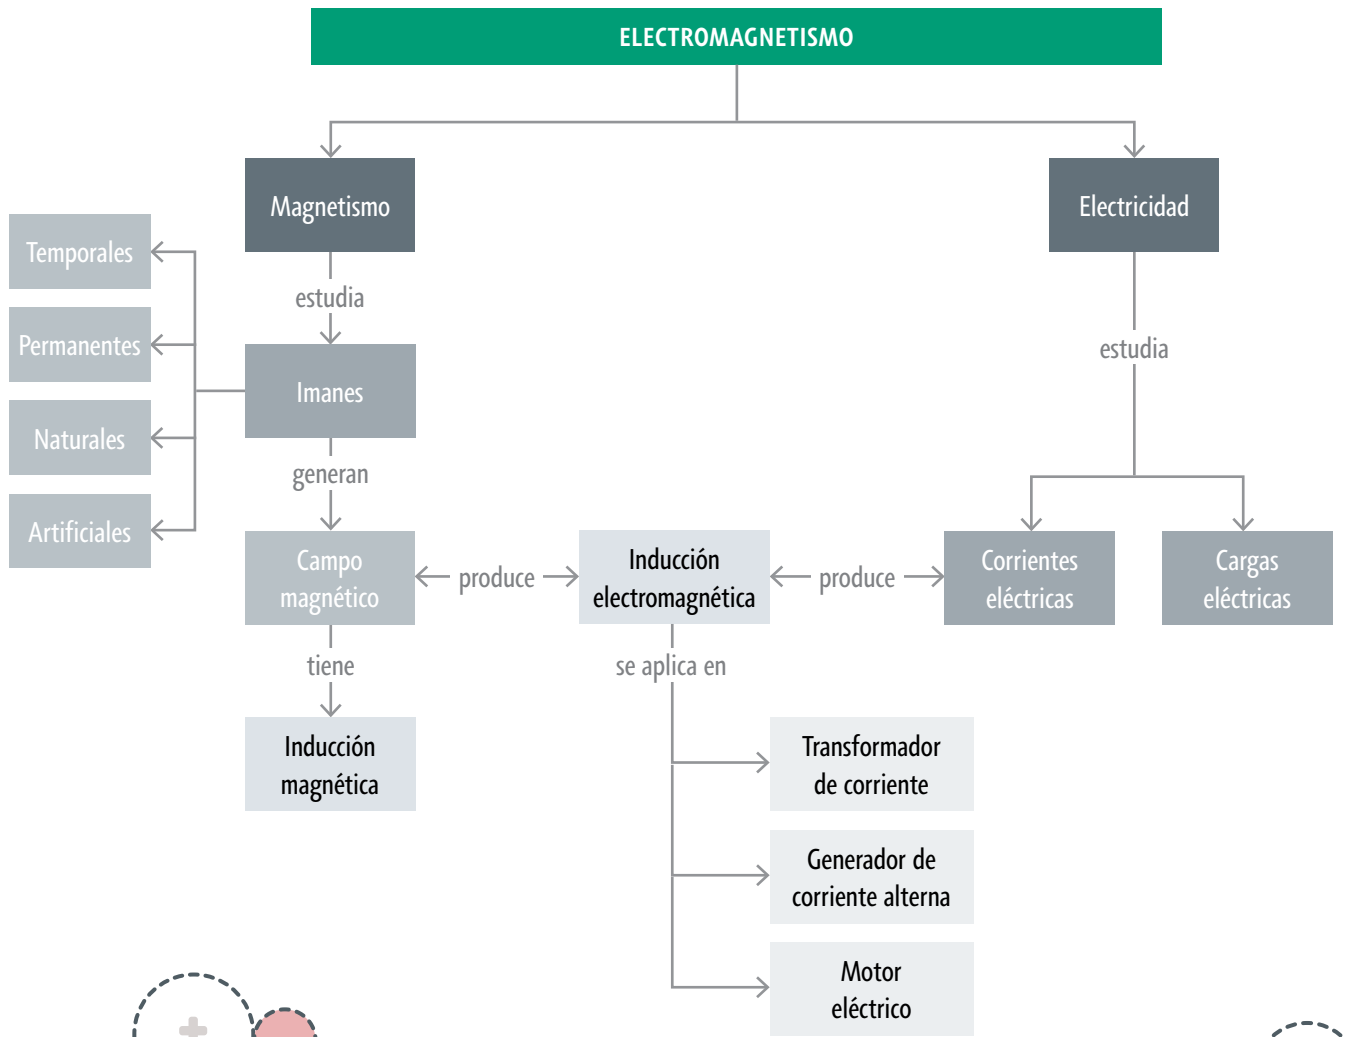 ELECTROMAGNETISMO
Magnetismo
Electricidad
Temporales
estudia
Permanentes
estudia
Imanes
Naturales
generan
Artificiales
Campo
magnético
produce
Inducción
electromagnética
produce
Corrientes
eléctricas
Cargas
eléctricas
tiene
se aplica en
Inducción
magnética
Transformador
de corriente
Generador de
corriente alterna
Motor
eléctrico